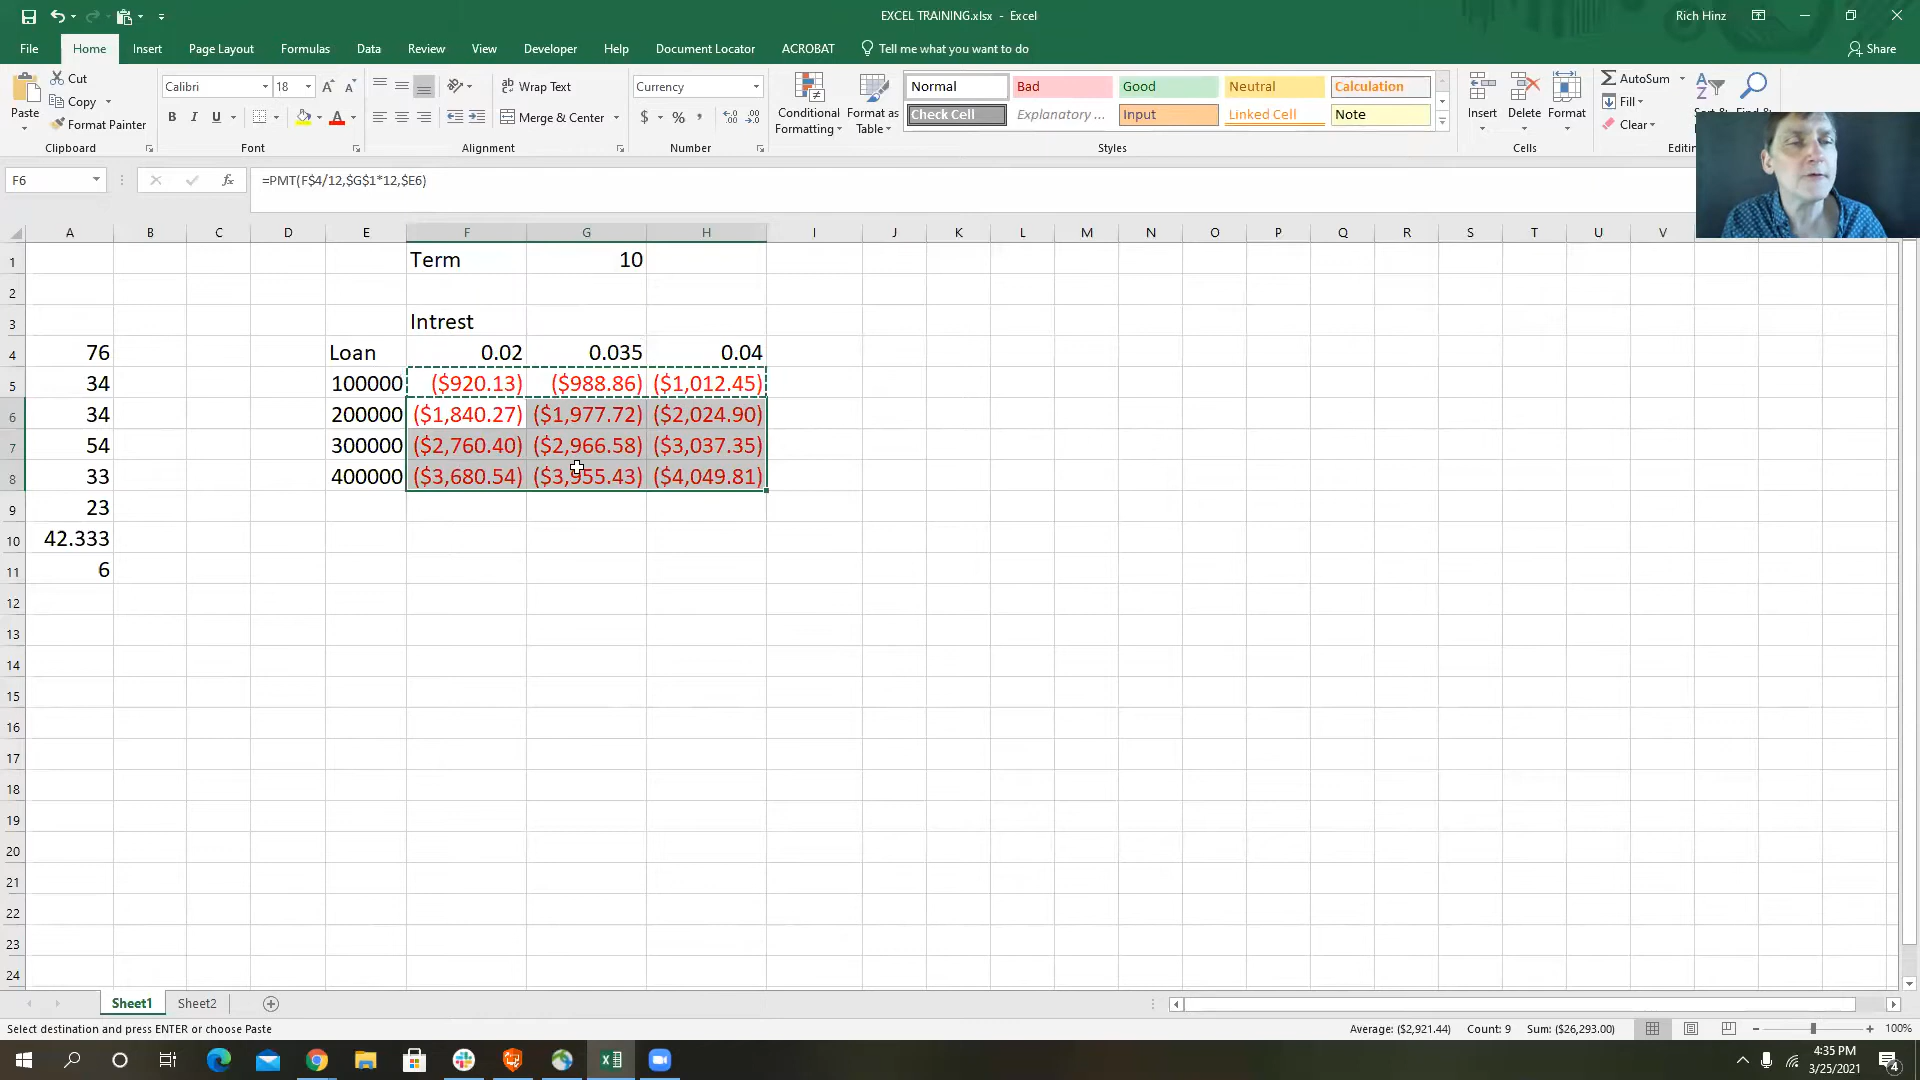 EXCEL TRAINING.xlsx - Excel
Rich Hinz
File Home Insert Page Layout Formulas Data Review View Developer Help Document Locator ACROBAT Tell me what you want to do Share
Paste
Cut
Copy
Format Painter
Clipboard
Calibri 18
B I U
Font
Wrap Text
Merge & Center
Alignment
Currency
$ % ,
Number
Conditional Formatting
Format as Table
Normal Bad Good Neutral Calculation
Check Cell Explanatory ... Input Linked Cell Note
Styles
Insert Delete Format
Cells
AutoSum
Fill
Clear
F6 fx =PMT(F$4/12,$G$1*12,$E6)
A B C D E F G H I J K L M N O P Q R S T U V
1 Term 10
2
3 Intrest
4 76 Loan 0.02 0.035 0.04
5 34 100000 ($920.13) ($988.86) ($1,012.45)
6 34 200000 ($1,840.27) ($1,977.72) ($2,024.90)
7 54 300000 ($2,760.40) ($2,966.58) ($3,037.35)
8 33 400000 ($3,680.54) ($3,955.43) ($4,049.81)
9 23
10 42.333
11 6
12
13
14
15
16
17
18
19
20
21
22
23
24
Sheet1 Sheet2
Select destination and press ENTER or choose Paste
Average: ($2,921.44) Count: 9 Sum: ($26,293.00) 100%
4:35 PM
3/25/2021
4